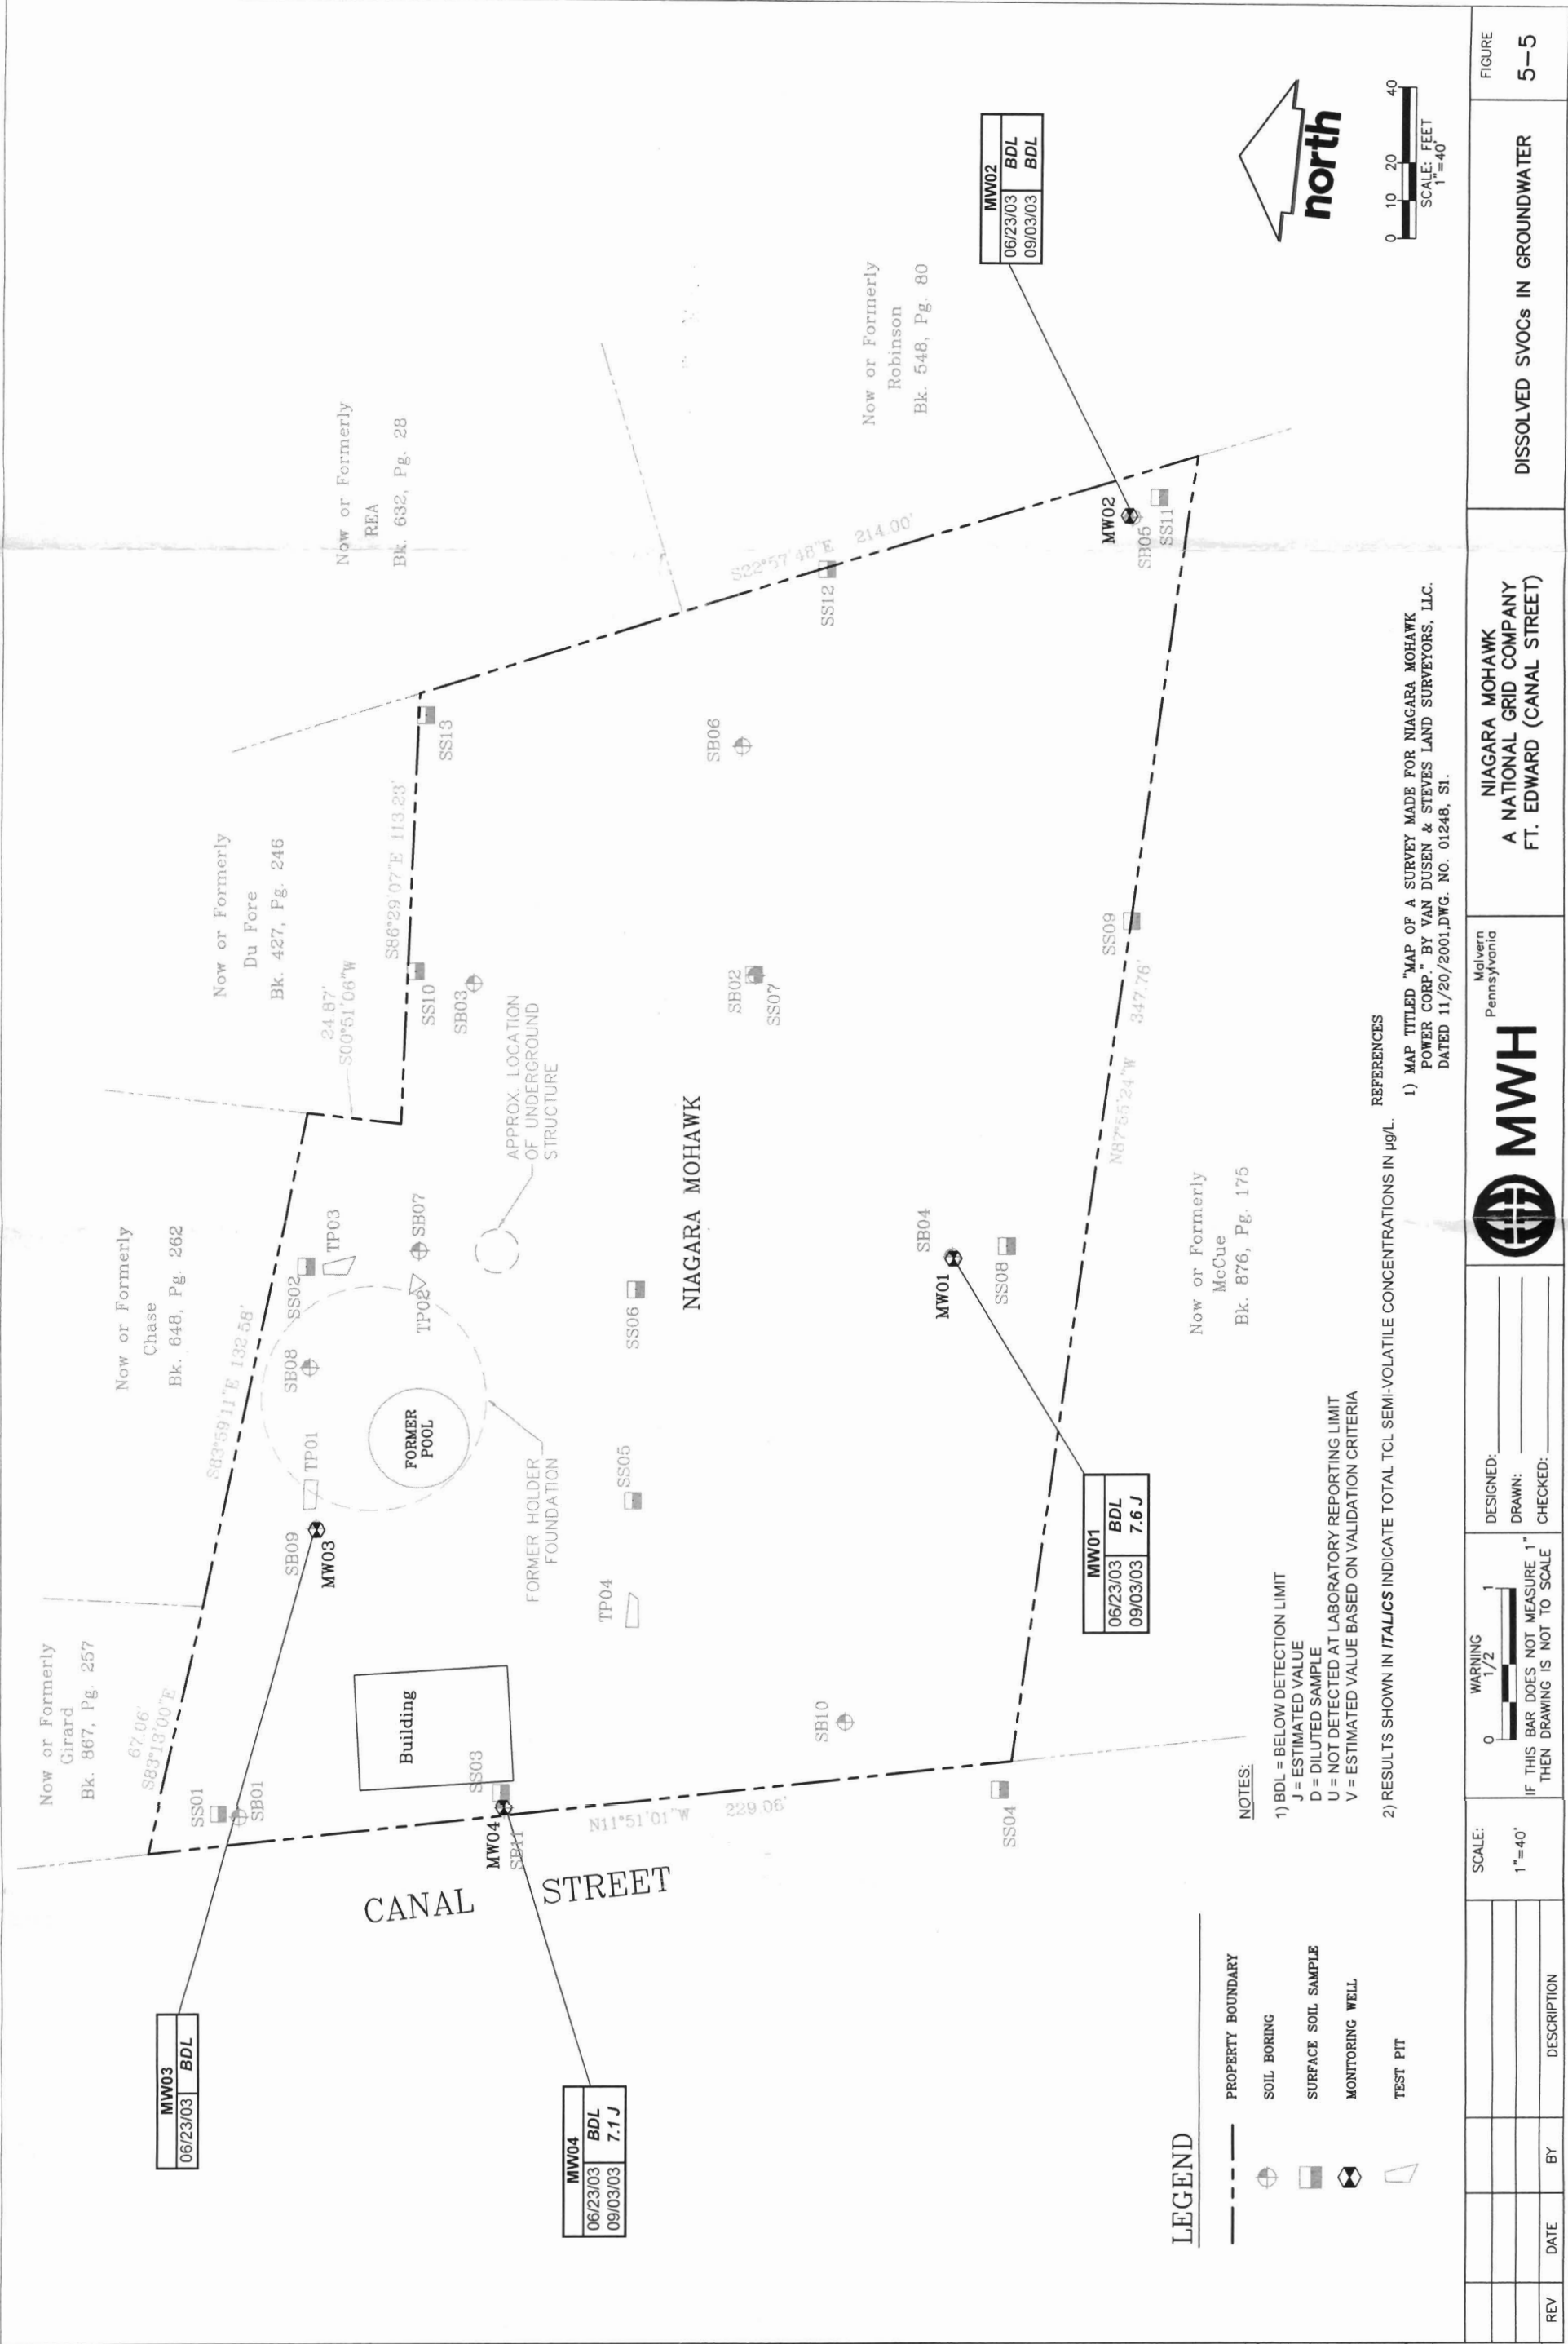 Now or Formerly
Girard
Bk. 867, Pg. 257
67.06'
S83°13'00"E
Now or Formerly
Chase
Bk. 648, Pg. 262
S83°59'11"E 132.58'
Now or Formerly
Du Fore
Bk. 427, Pg. 246
24.87'
S00°51'06"W
S86°29'07"E 113.23'
Now or Formerly
REA
Bk. 632, Pg. 28
Now or Formerly
Robinson
Bk. 548, Pg. 80
S22°57'48"E 214.00'
MW03
06/23/03 BDL
MW04
06/23/03 BDL
09/03/03 7.1 J
MW01
06/23/03 BDL
09/03/03 7.6 J
MW02
06/23/03 BDL
09/03/03 BDL
SS01
SB01
SB09
MW03
TP01
SB08
SS02
TP03
TP02
SB07
FORMER
POOL
FORMER HOLDER
FOUNDATION
APPROX. LOCATION
OF UNDERGROUND
STRUCTURE
SS10
SB03
SS13
Building
SS03
MW04
SB11
CANAL STREET
N11°51'01"W 229.06'
TP04
SS05
SS06
NIAGARA MOHAWK
SB02
SS07
SB06
SS12
SB10
SS04
SB04
MW01
SS08
SS09
MW02
SB05
SS11
N87°55'24"W 347.76'
Now or Formerly
McCue
Bk. 876, Pg. 175
north
0 10 20 40
SCALE: FEET
1"=40'
LEGEND
PROPERTY BOUNDARY
SOIL BORING
SURFACE SOIL SAMPLE
MONITORING WELL
TEST PIT
NOTES:
1) BDL = BELOW DETECTION LIMIT
J = ESTIMATED VALUE
D = DILUTED SAMPLE
U = NOT DETECTED AT LABORATORY REPORTING LIMIT
V = ESTIMATED VALUE BASED ON VALIDATION CRITERIA
2) RESULTS SHOWN IN ITALICS INDICATE TOTAL TCL SEMI-VOLATILE CONCENTRATIONS IN µg/L.
REFERENCES
1) MAP TITLED "MAP OF A SURVEY MADE FOR NIAGARA MOHAWK
POWER CORP." BY VAN DUSEN & STEVES LAND SURVEYORS, LLC.
DATED 11/20/2001,DWG. NO. 01248, S1.
REV DATE BY DESCRIPTION
SCALE:
1"=40'
WARNING
0 1/2 1
IF THIS BAR DOES NOT MEASURE 1"
THEN DRAWING IS NOT TO SCALE
DESIGNED:
DRAWN:
CHECKED:
MWH
Malvern
Pennsylvania
NIAGARA MOHAWK
A NATIONAL GRID COMPANY
FT. EDWARD (CANAL STREET)
DISSOLVED SVOCs IN GROUNDWATER
FIGURE
5-5